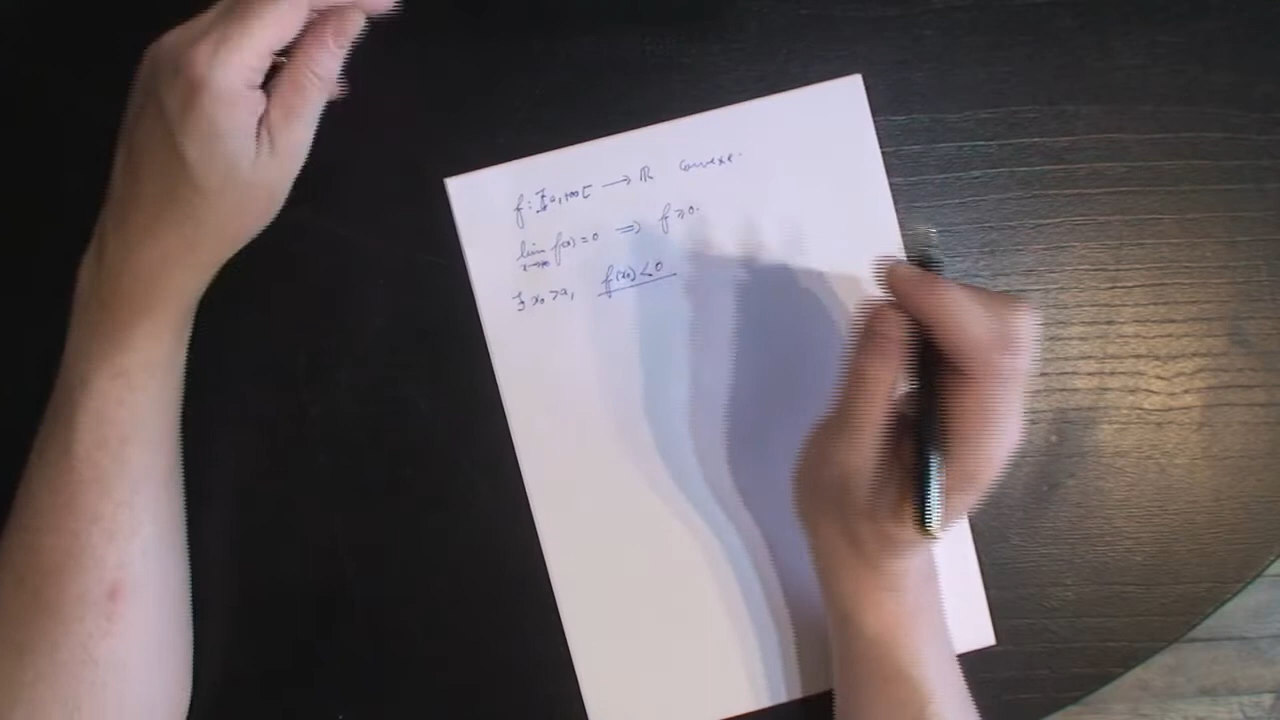 f : ]a, +∞[ → ℝ convexe.
lim f(x) = 0 ⟹ f ≥ 0.
x→+∞
∃ x₀ > a, f(x₀) < 0